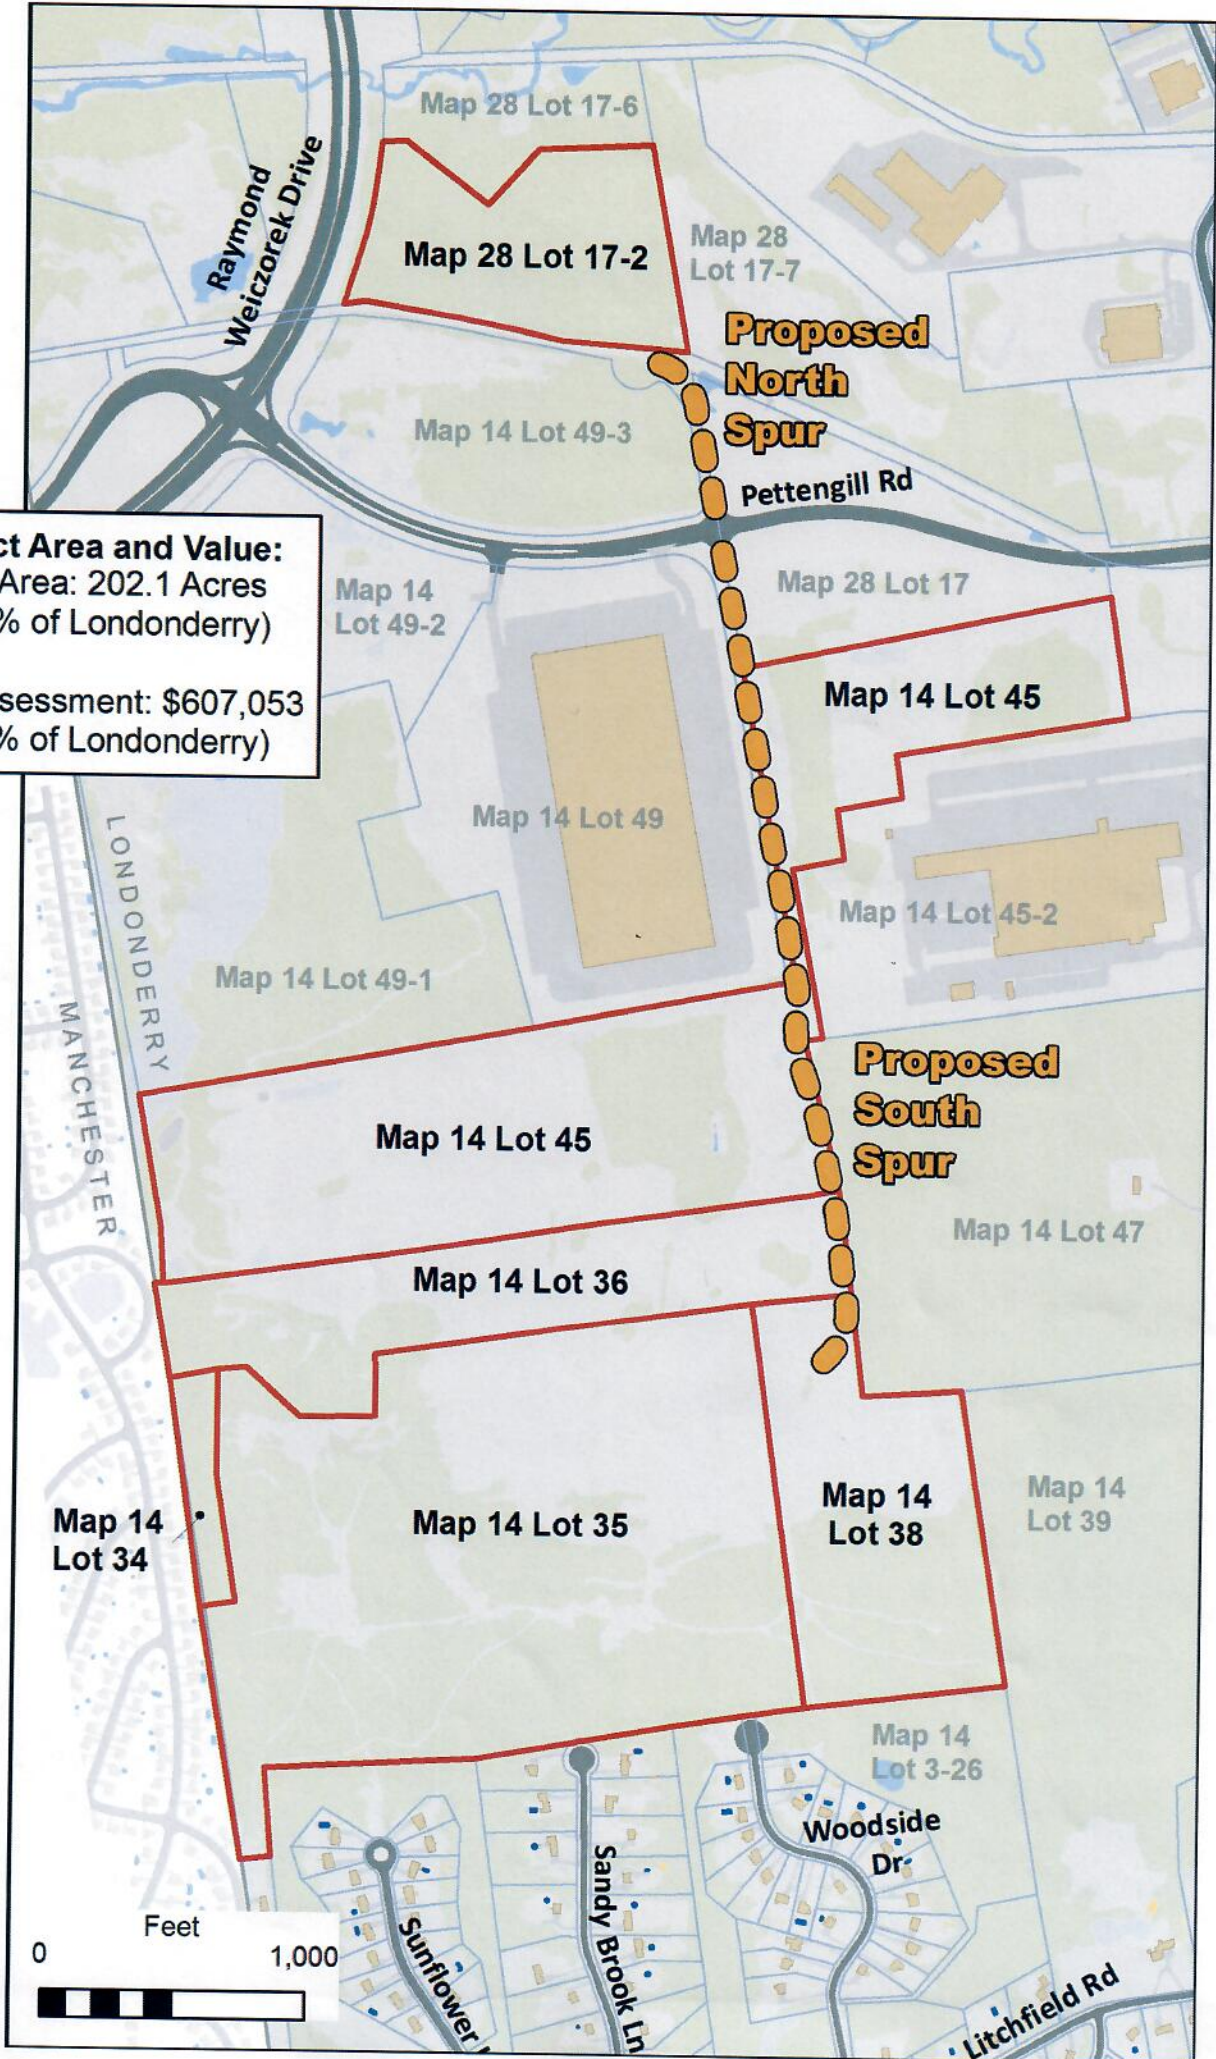 Map 28 Lot 17-6
Raymond
Weiczorek Drive
Map 28 Lot 17-2
Map 28
Lot 17-7
Proposed
North
Spur
Map 14 Lot 49-3
Pettengill Rd
ct Area and Value:
Area: 202.1 Acres
% of Londonderry)
sessment: $607,053
% of Londonderry)
Map 14
Lot 49-2
Map 28 Lot 17
Map 14 Lot 45
Map 14 Lot 49
Map 14 Lot 45-2
LONDONDERRY
MANCHESTER
Map 14 Lot 49-1
Proposed
South
Spur
Map 14 Lot 45
Map 14 Lot 47
Map 14 Lot 36
Map 14
Lot 34
Map 14 Lot 35
Map 14
Lot 38
Map 14
Lot 39
Map 14
Lot 3-26
Woodside
Dr
Sandy Brook Ln
Sunflower
Litchfield Rd
Feet
0 1,000